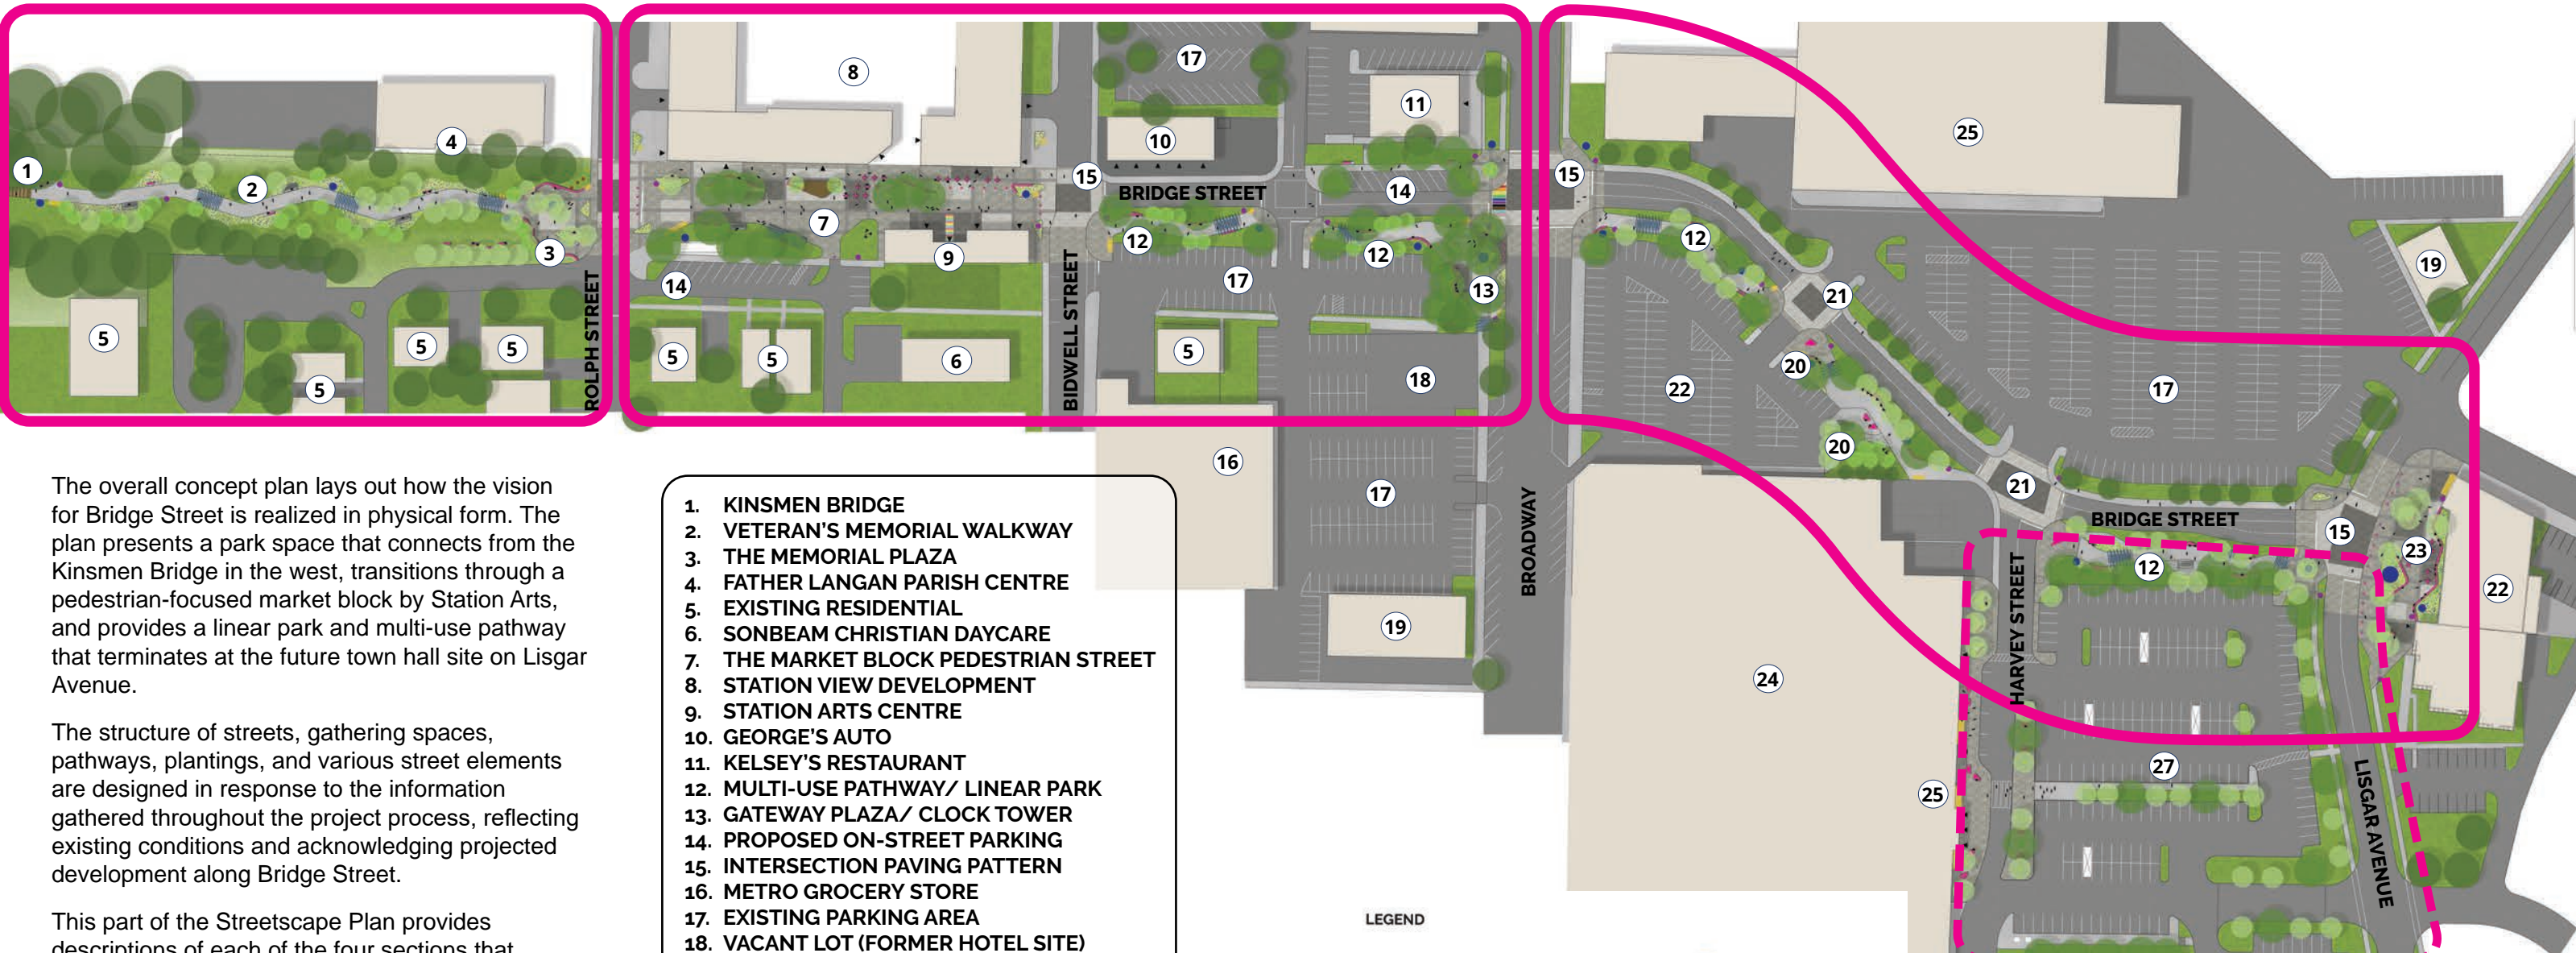 1
2
3
4
5
5
5
5
ROLPH STREET
8
7
9
14
5
5
6
BIDWELL STREET
15
17
10
11
BRIDGE STREET
14
12
12
17
13
5
18
16
17
19
BROADWAY
15
25
12
21
20
22
20
17
19
21
BRIDGE STREET
15
23
22
12
HARVEY STREET
24
25
27
LISGAR AVENUE
The overall concept plan lays out how the vision
for Bridge Street is realized in physical form. The
plan presents a park space that connects from the
Kinsmen Bridge in the west, transitions through a
pedestrian-focused market block by Station Arts,
and provides a linear park and multi-use pathway
that terminates at the future town hall site on Lisgar
Avenue.
The structure of streets, gathering spaces,
pathways, plantings, and various street elements
are designed in response to the information
gathered throughout the project process, reflecting
existing conditions and acknowledging projected
development along Bridge Street.
This part of the Streetscape Plan provides
descriptions of each of the four sections that
1. KINSMEN BRIDGE
2. VETERAN'S MEMORIAL WALKWAY
3. THE MEMORIAL PLAZA
4. FATHER LANGAN PARISH CENTRE
5. EXISTING RESIDENTIAL
6. SONBEAM CHRISTIAN DAYCARE
7. THE MARKET BLOCK PEDESTRIAN STREET
8. STATION VIEW DEVELOPMENT
9. STATION ARTS CENTRE
10. GEORGE'S AUTO
11. KELSEY'S RESTAURANT
12. MULTI-USE PATHWAY/ LINEAR PARK
13. GATEWAY PLAZA/ CLOCK TOWER
14. PROPOSED ON-STREET PARKING
15. INTERSECTION PAVING PATTERN
16. METRO GROCERY STORE
17. EXISTING PARKING AREA
18. VACANT LOT (FORMER HOTEL SITE)
LEGEND